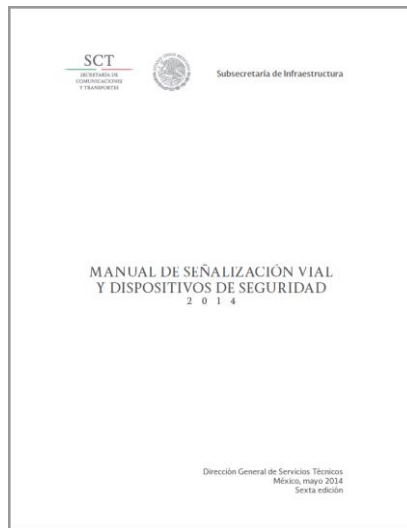 SCT
SECRETARÍA DE
COMUNICACIONES
Y TRANSPORTES
Subsecretaría de Infraestructura
MANUAL DE SEÑALIZACIÓN VIAL
Y DISPOSITIVOS DE SEGURIDAD
2 0 1 4
Dirección General de Servicios Técnicos
México, mayo 2014
Sexta edición